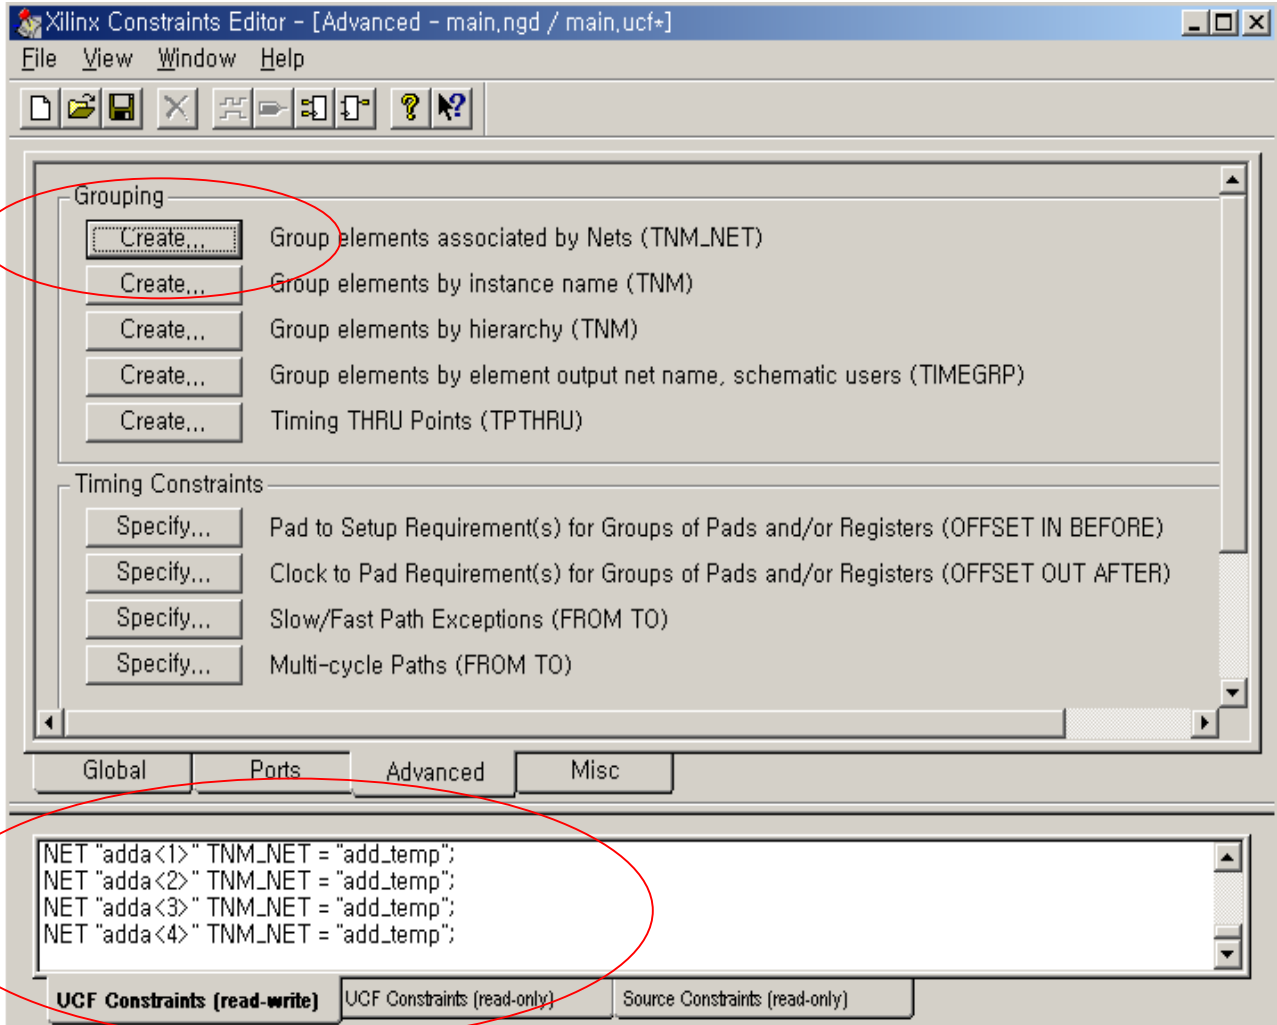 Xilinx Constraints Editor - [Advanced - main,ngd / main,ucf*]
File View Window Help
Grouping
Create,,, Group elements associated by Nets (TNM_NET)
Create,,, Group elements by instance name (TNM)
Create,,, Group elements by hierarchy (TNM)
Create,,, Group elements by element output net name, schematic users (TIMEGRP)
Create,,, Timing THRU Points (TPTHRU)
Timing Constraints
Specify,,, Pad to Setup Requirement(s) for Groups of Pads and/or Registers (OFFSET IN BEFORE)
Specify,,, Clock to Pad Requirement(s) for Groups of Pads and/or Registers (OFFSET OUT AFTER)
Specify,,, Slow/Fast Path Exceptions (FROM TO)
Specify,,, Multi-cycle Paths (FROM TO)
Global Ports Advanced Misc
NET "adda<1>" TNM_NET = "add_temp";
NET "adda<2>" TNM_NET = "add_temp";
NET "adda<3>" TNM_NET = "add_temp";
NET "adda<4>" TNM_NET = "add_temp";
UCF Constraints (read-write) UCF Constraints (read-only) Source Constraints (read-only)